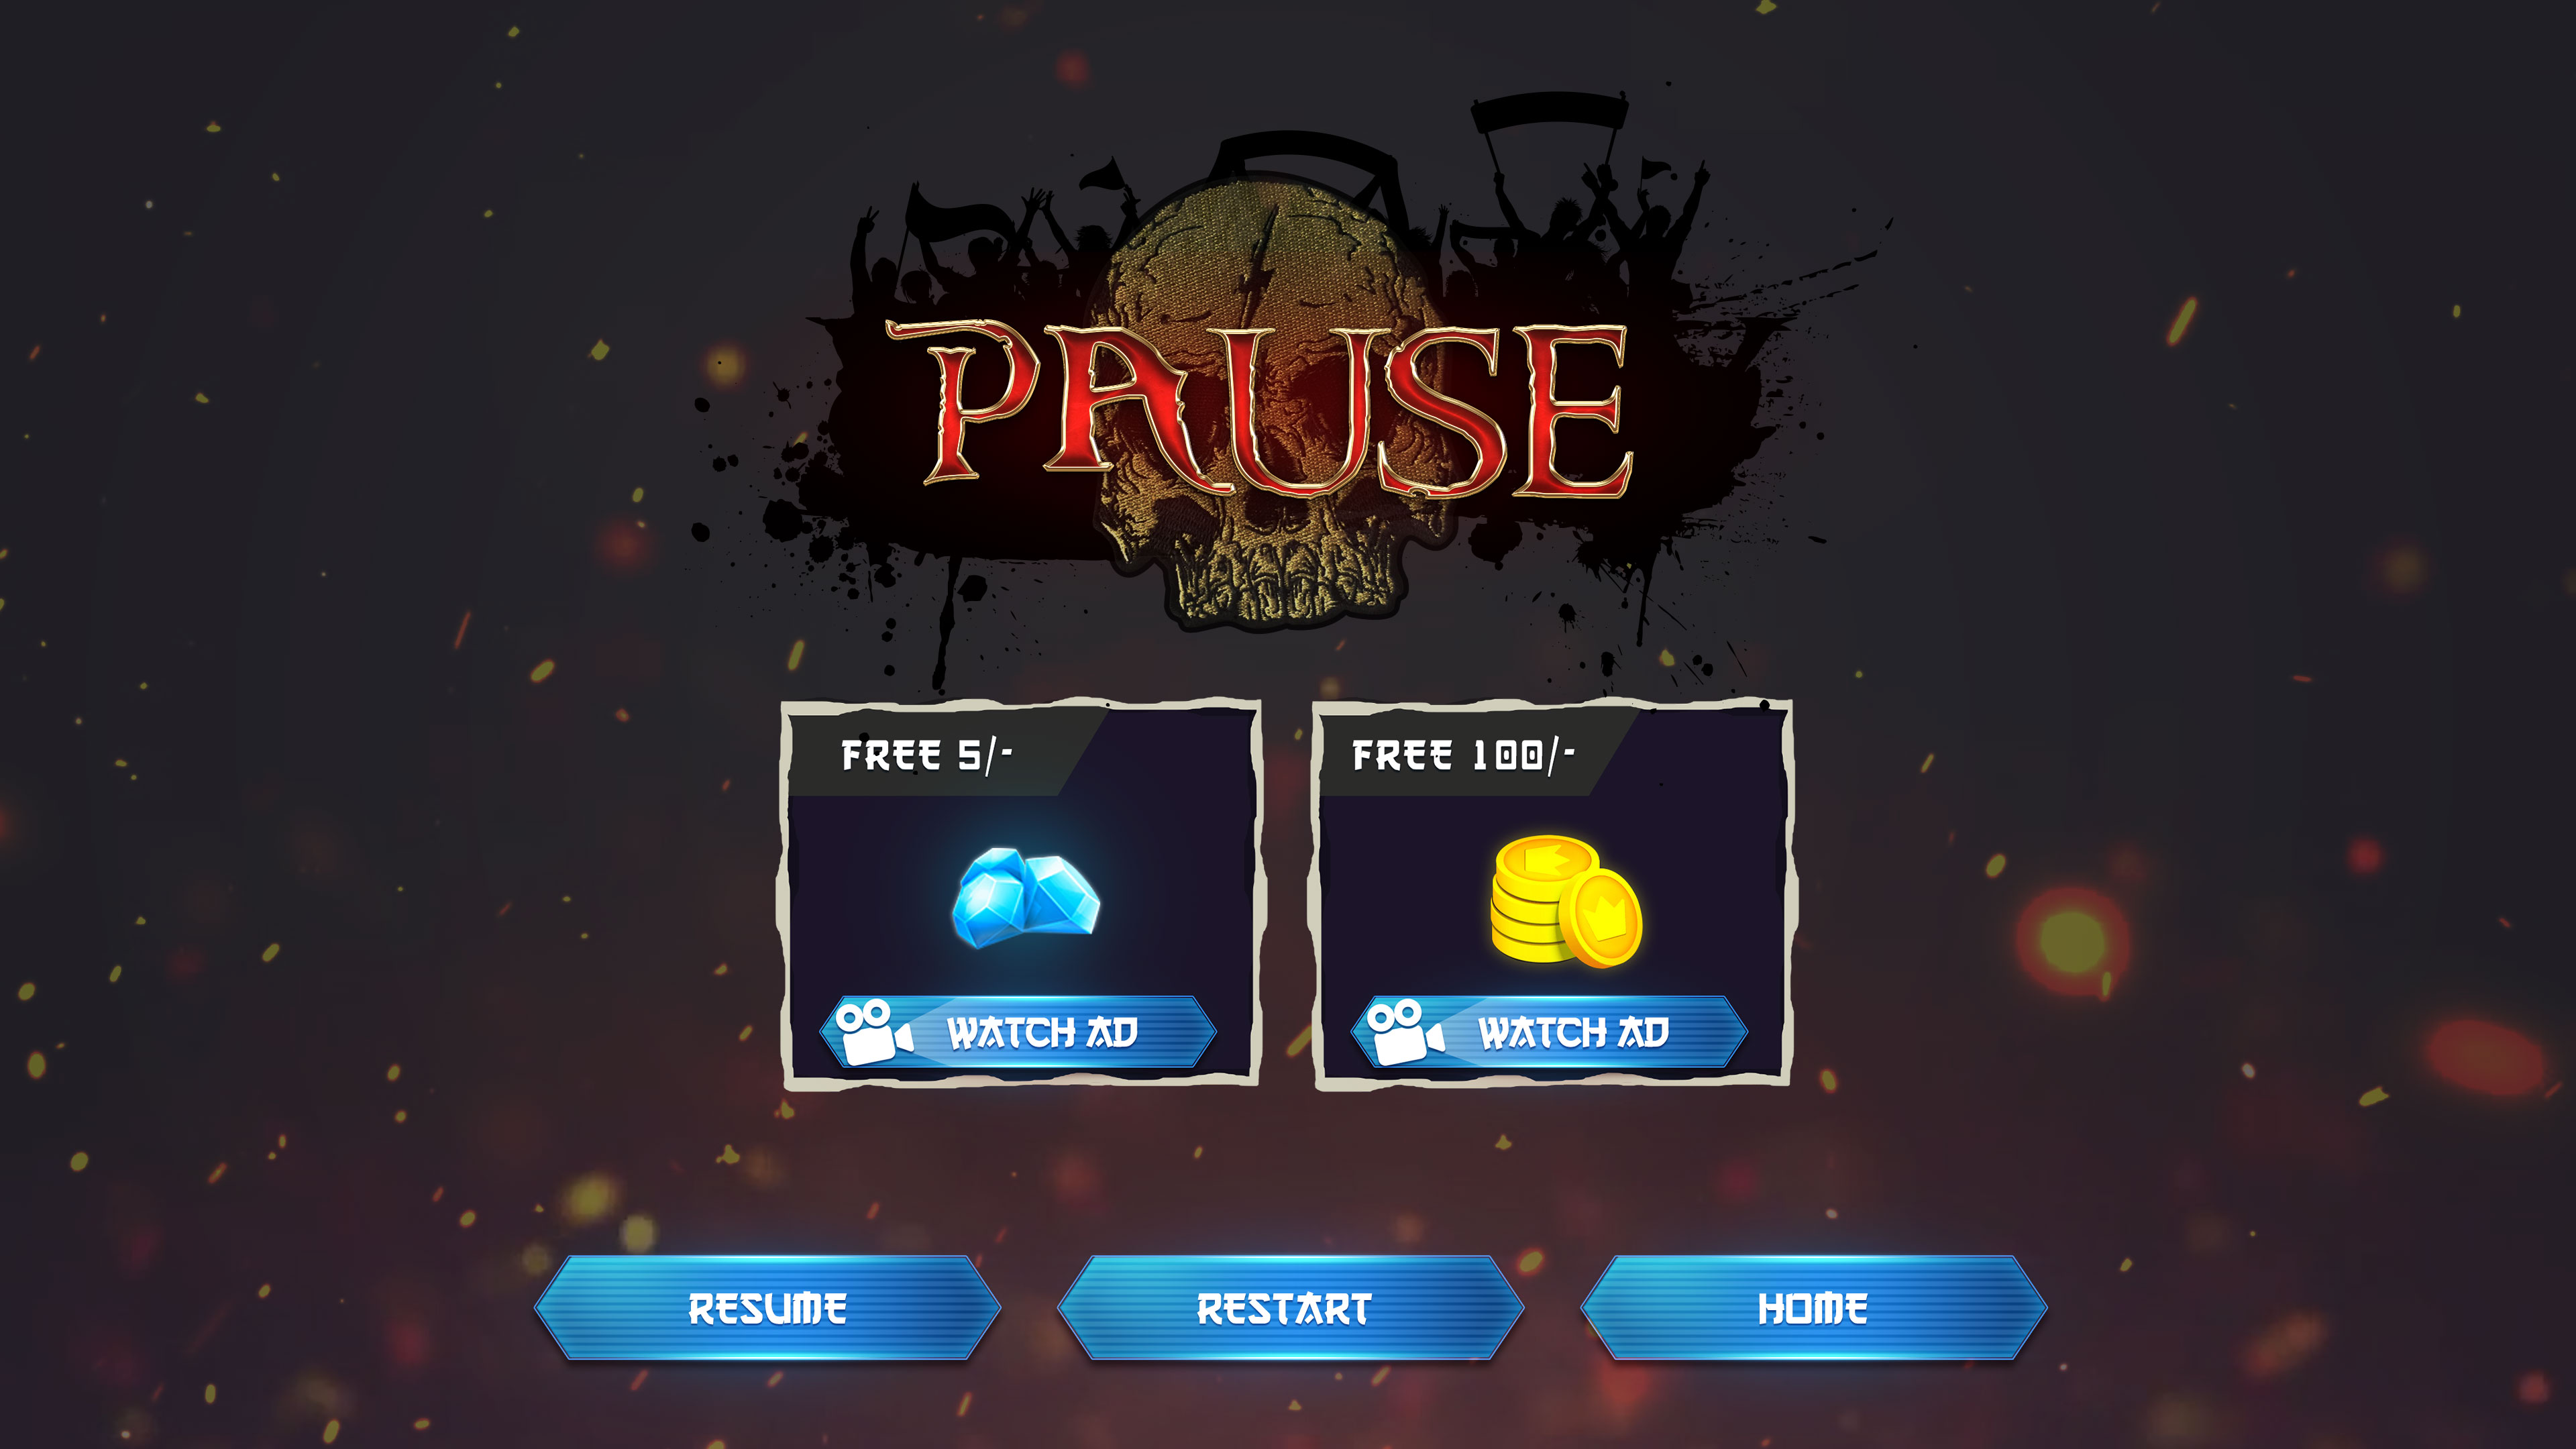 PAUSE
FREE 5/-
FREE 100/-
WATCH AD
WATCH AD
RESUME
RESTART
HOME